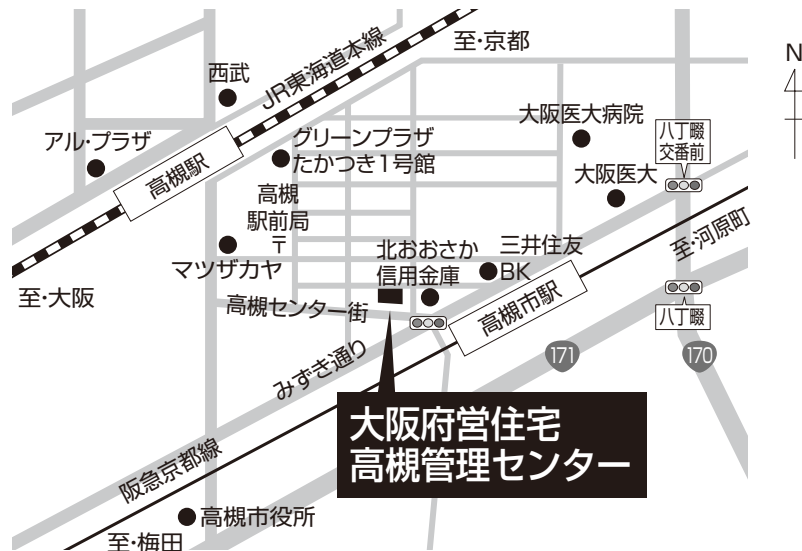 至・京都
JR東海道本線
西武
アル・プラザ
高槻駅
グリーンプラザ
たかつき1号館
大阪医大病院
八丁畷
交番前
大阪医大
高槻
駅前局
〒
マツザカヤ
北おおさか
信用金庫
三井住友
BK
至・河原町
至・大阪
高槻センター街
高槻市駅
八丁畷
みずき通り
171
170
大阪府営住宅
高槻管理センター
阪急京都線
高槻市役所
至・梅田
N